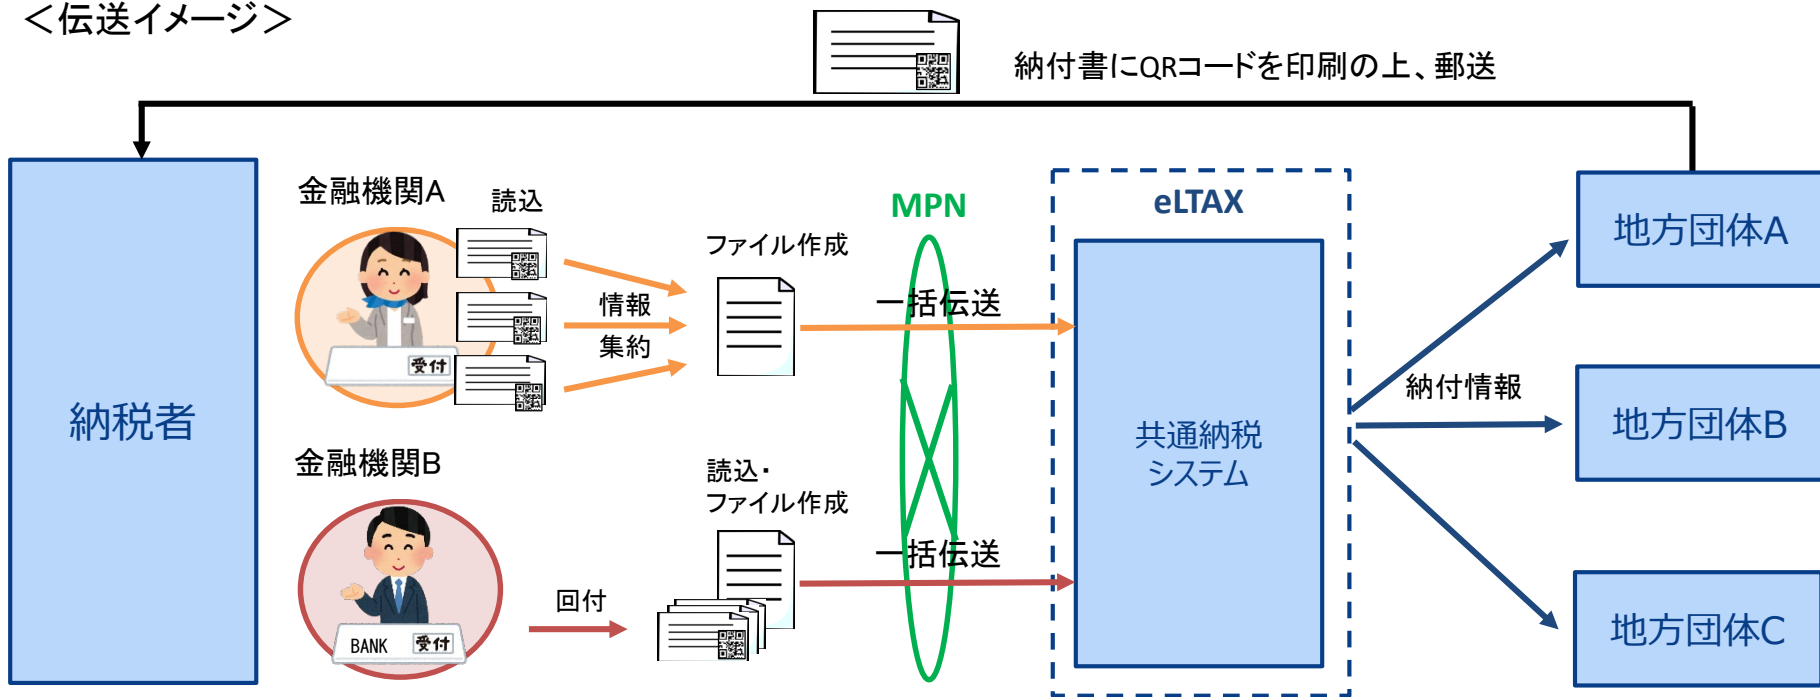 ＜伝送イメージ＞
納付書にQRコードを印刷の上、郵送
納税者
金融機関A
読込
受付
情報
集約
ファイル作成
MPN
一括伝送
eLTAX
共通納税
システム
金融機関B
BANK
受付
回付
読込・
ファイル作成
一括伝送
納付情報
地方団体A
地方団体B
地方団体C